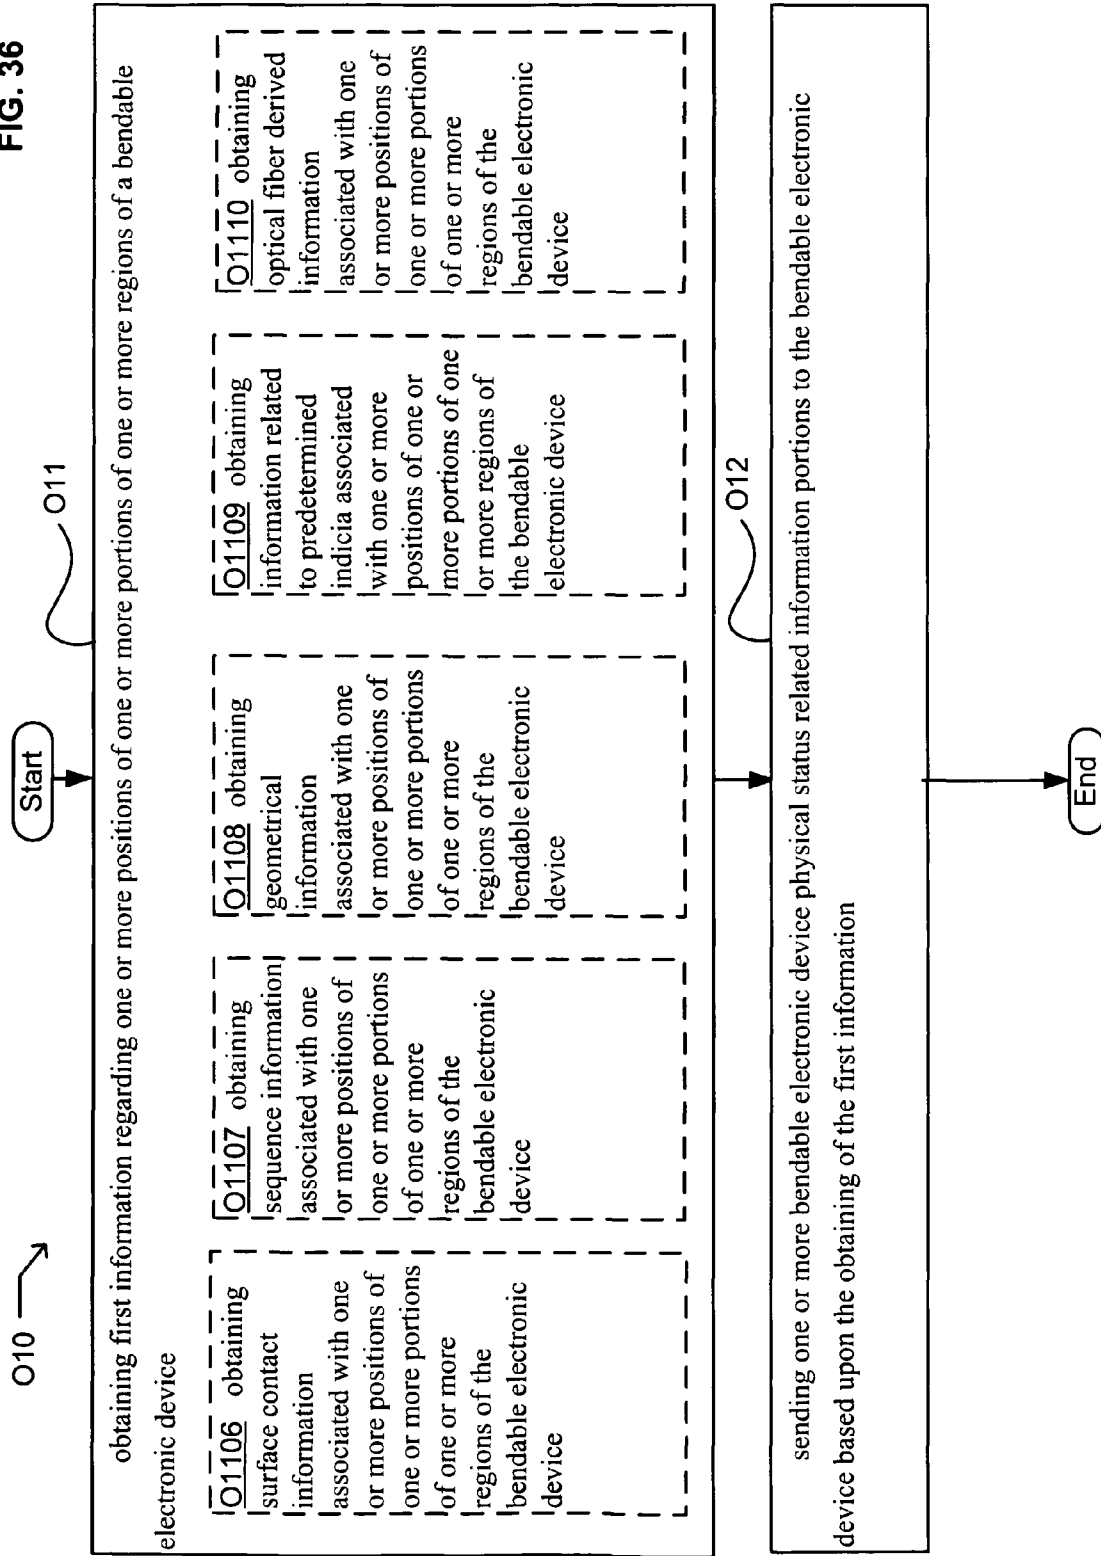 FIG. 36
O10
Start
O11
obtaining first information regarding one or more positions of one or more portions of one or more regions of a bendable
electronic device
O1106 obtaining
surface contact
information
associated with one
or more positions of
one or more portions
of one or more
regions of the
bendable electronic
device
O1107 obtaining
sequence information
associated with one
or more positions of
one or more portions
of one or more
regions of the
bendable electronic
device
O1108 obtaining
geometrical
information
associated with one
or more positions of
one or more portions
of one or more
regions of the
bendable electronic
device
O1109 obtaining
information related
to predetermined
indicia associated
with one or more
positions of one or
more portions of one
or more regions of
the bendable
electronic device
O1110 obtaining
optical fiber derived
information
associated with one
or more positions of
one or more portions
of one or more
regions of the
bendable electronic
device
O12
sending one or more bendable electronic device physical status related information portions to the bendable electronic
device based upon the obtaining of the first information
End